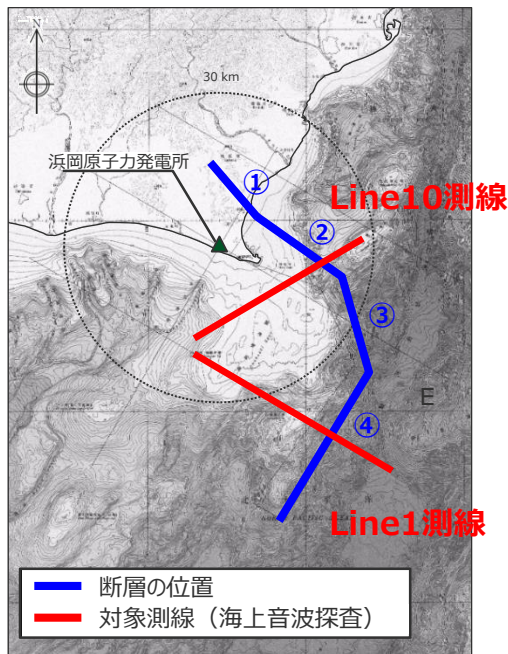 30 km
浜岡原子力発電所
①
Line10測線
②
③
E
④
Line1測線
断層の位置
対象測線（海上音波探査）